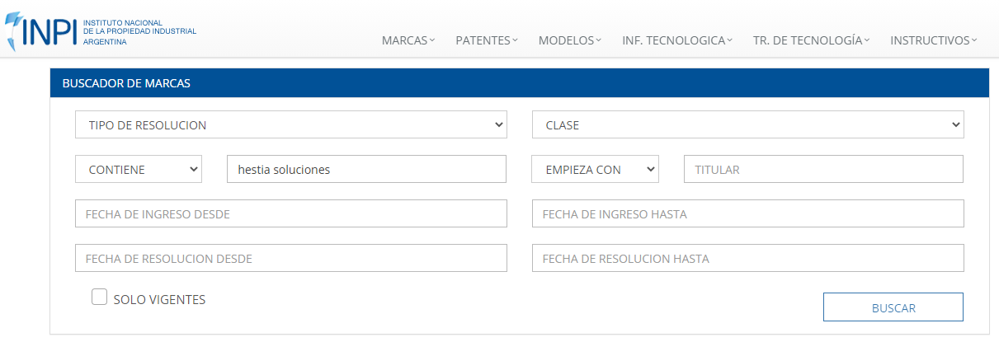 INPI
INSTITUTO NACIONAL
DE LA PROPIEDAD INDUSTRIAL
ARGENTINA
MARCAS PATENTES MODELOS INF. TECNOLOGICA TR. DE TECNOLOGÍA INSTRUCTIVOS
BUSCADOR DE MARCAS
TIPO DE RESOLUCION CLASE
CONTIENE hestia soluciones EMPIEZA CON TITULAR
FECHA DE INGRESO DESDE FECHA DE INGRESO HASTA
FECHA DE RESOLUCION DESDE FECHA DE RESOLUCION HASTA
SOLO VIGENTES
BUSCAR